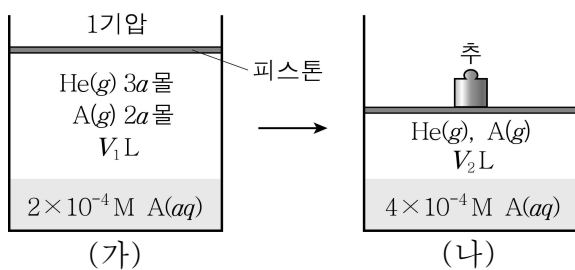 1기압
피스톤
He(g) 3a몰
A(g) 2a몰
V₁ L
2×10⁻⁴ M A(aq)
(가)
추
He(g), A(g)
V₂ L
4×10⁻⁴ M A(aq)
(나)